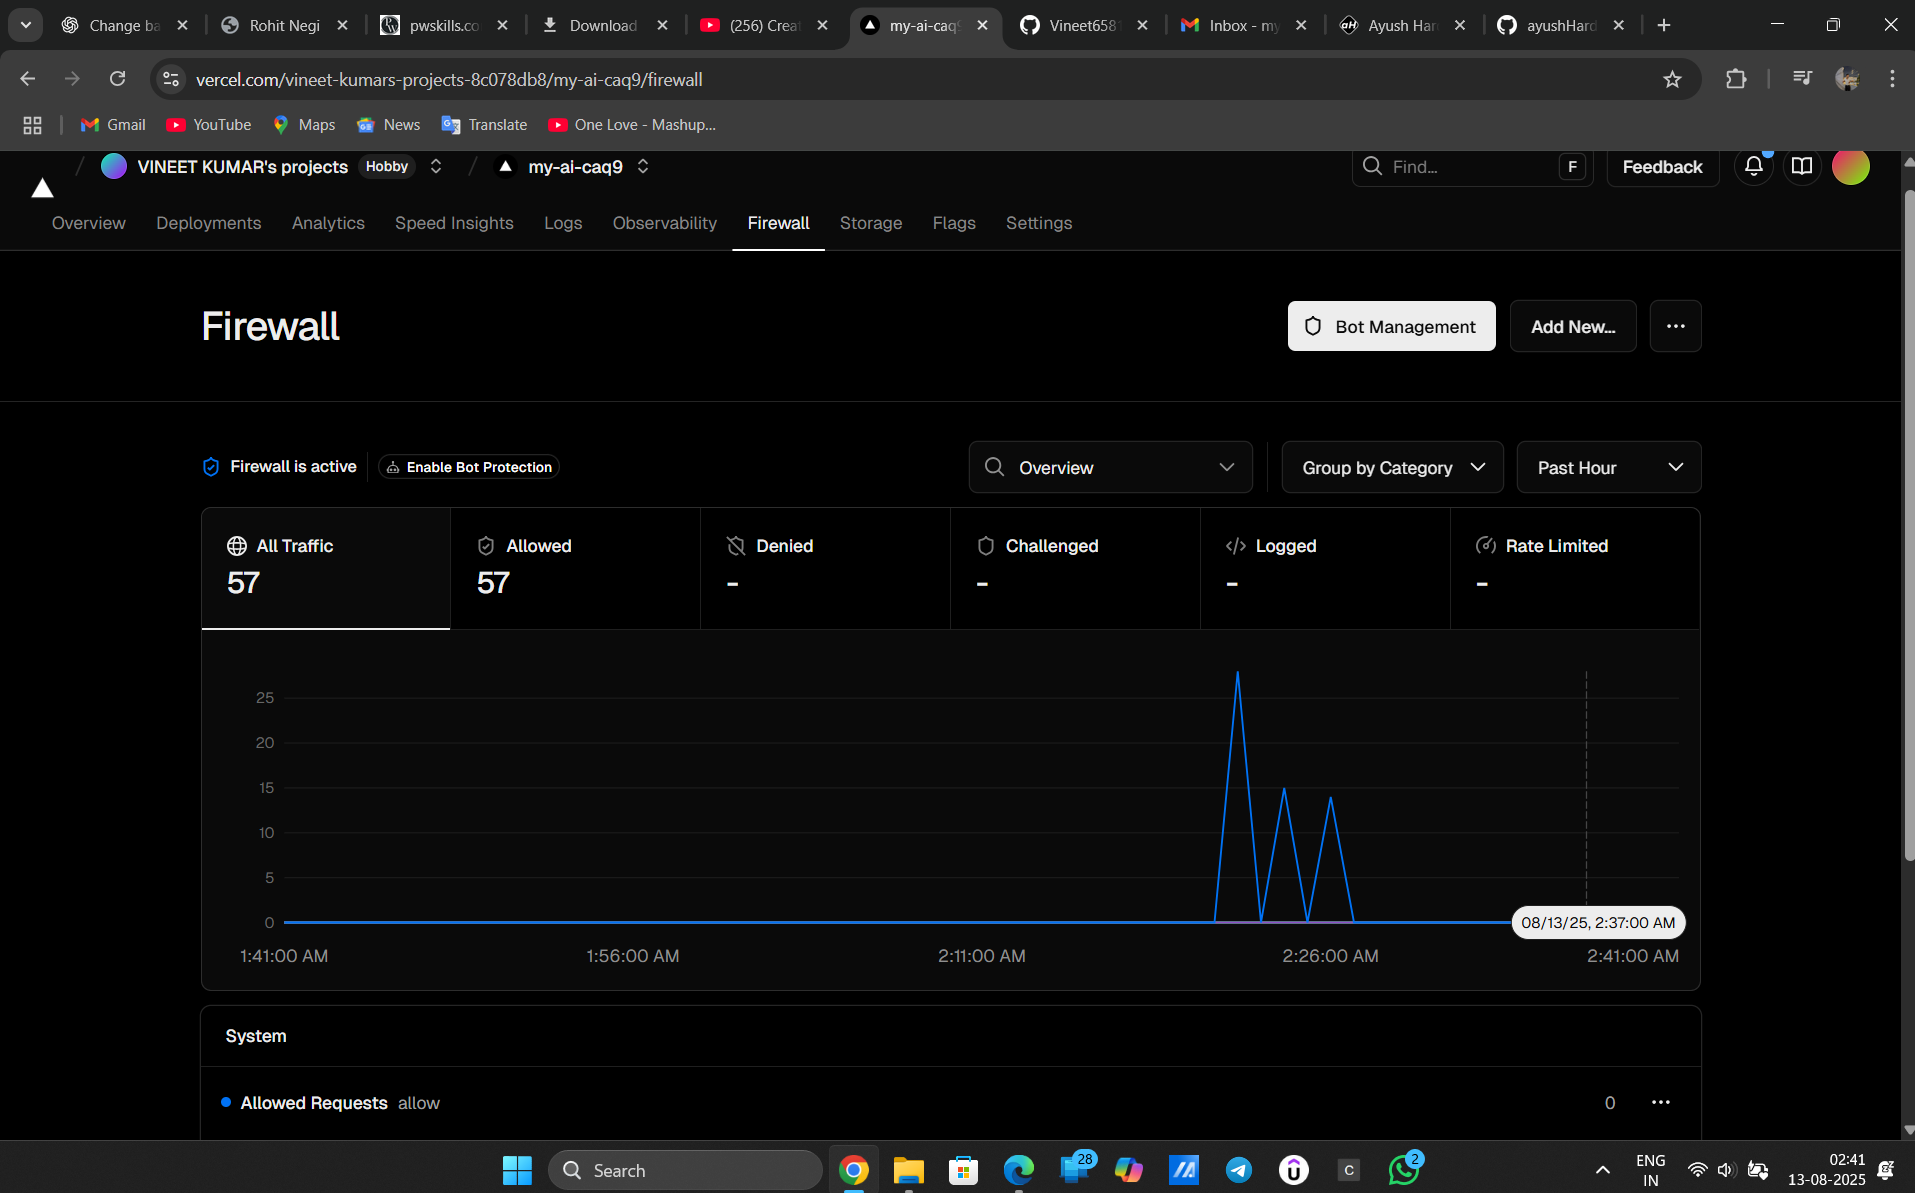 Change ba
Rohit Negi
pwskills.co
Download
(256) Crea
my-ai-caq9
Vineet6581
Inbox - my
Ayush Har
ayushHard
vercel.com/vineet-kumars-projects-8c078db8/my-ai-caq9/firewall
Gmail
YouTube
Maps
News
Translate
One Love - Mashup...
VINEET KUMAR's projects Hobby
my-ai-caq9
Find... F
Feedback
Overview
Deployments
Analytics
Speed Insights
Logs
Observability
Firewall
Storage
Flags
Settings
Firewall
Bot Management
Add New...
Firewall is active
Enable Bot Protection
Overview
Group by Category
Past Hour
All Traffic
57
Allowed
57
Denied
-
Challenged
-
Logged
-
Rate Limited
-
25
20
15
10
5
0
08/13/25, 2:37:00 AM
1:41:00 AM
1:56:00 AM
2:11:00 AM
2:26:00 AM
2:41:00 AM
System
Allowed Requests allow
0
Search
28
C
2
ENG
IN
02:41
13-08-2025